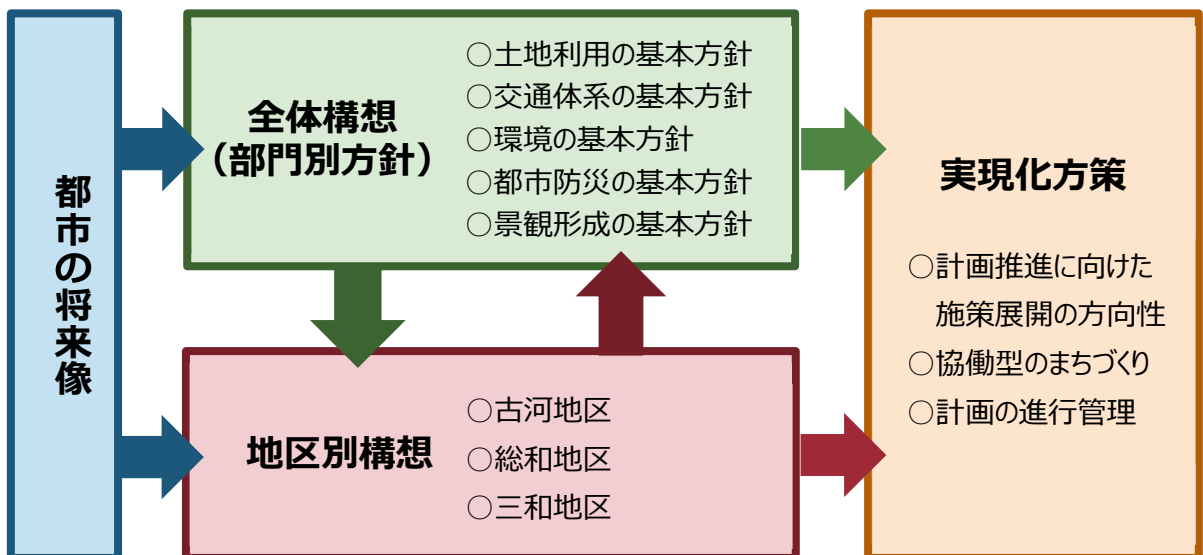 都市の将来像
全体構想
（部門別方針）
○土地利用の基本方針
○交通体系の基本方針
○環境の基本方針
○都市防災の基本方針
○景観形成の基本方針
地区別構想
○古河地区
○総和地区
○三和地区
実現化方策
○計画推進に向けた
施策展開の方向性
○協働型のまちづくり
○計画の進行管理